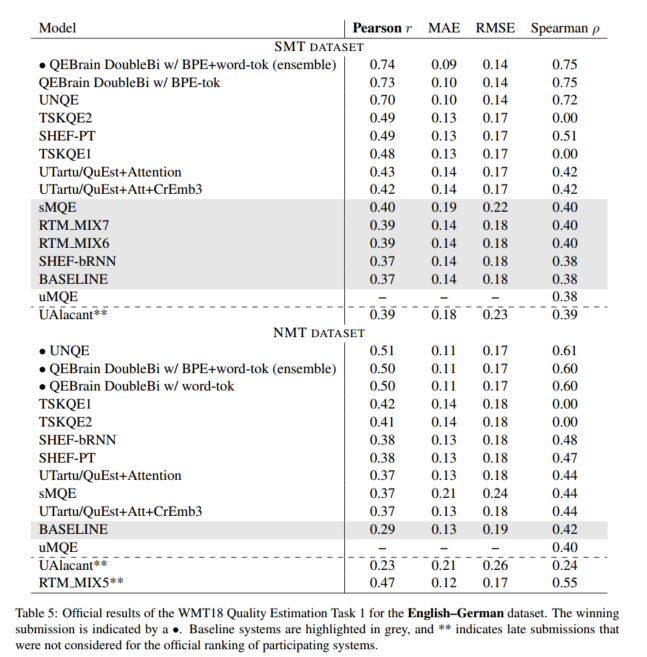 Model Pearson r MAE RMSE Spearman ρ
SMT DATASET
• QEBrain DoubleBi w/ BPE+word-tok (ensemble) 0.74 0.09 0.14 0.75
QEBrain DoubleBi w/ BPE-tok 0.73 0.10 0.14 0.75
UNQE 0.70 0.10 0.14 0.72
TSKQE2 0.49 0.13 0.17 0.00
SHEF-PT 0.49 0.13 0.17 0.51
TSKQE1 0.48 0.13 0.17 0.00
UTartu/QuEst+Attention 0.43 0.14 0.17 0.42
UTartu/QuEst+Att+CrEmb3 0.42 0.14 0.17 0.42
sMQE 0.40 0.19 0.22 0.40
RTM_MIX7 0.39 0.14 0.18 0.40
RTM_MIX6 0.39 0.14 0.18 0.40
SHEF-bRNN 0.37 0.14 0.18 0.38
BASELINE 0.37 0.14 0.18 0.38
uMQE – – – 0.38
UAlacant** 0.39 0.18 0.23 0.39
NMT DATASET
• UNQE 0.51 0.11 0.17 0.61
• QEBrain DoubleBi w/ BPE+word-tok (ensemble) 0.50 0.11 0.17 0.60
• QEBrain DoubleBi w/ word-tok 0.50 0.11 0.17 0.60
TSKQE1 0.42 0.14 0.18 0.00
TSKQE2 0.41 0.14 0.18 0.00
SHEF-bRNN 0.38 0.13 0.18 0.48
SHEF-PT 0.38 0.13 0.18 0.47
UTartu/QuEst+Attention 0.37 0.13 0.18 0.44
sMQE 0.37 0.21 0.24 0.44
UTartu/QuEst+Att+CrEmb3 0.37 0.13 0.18 0.44
BASELINE 0.29 0.13 0.19 0.42
uMQE – – – 0.40
UAlacant** 0.23 0.21 0.26 0.24
RTM_MIX5** 0.47 0.12 0.17 0.55
Table 5: Official results of the WMT18 Quality Estimation Task 1 for the English–German dataset. The winning
submission is indicated by a •. Baseline systems are highlighted in grey, and ** indicates late submissions that
were not considered for the official ranking of participating systems.